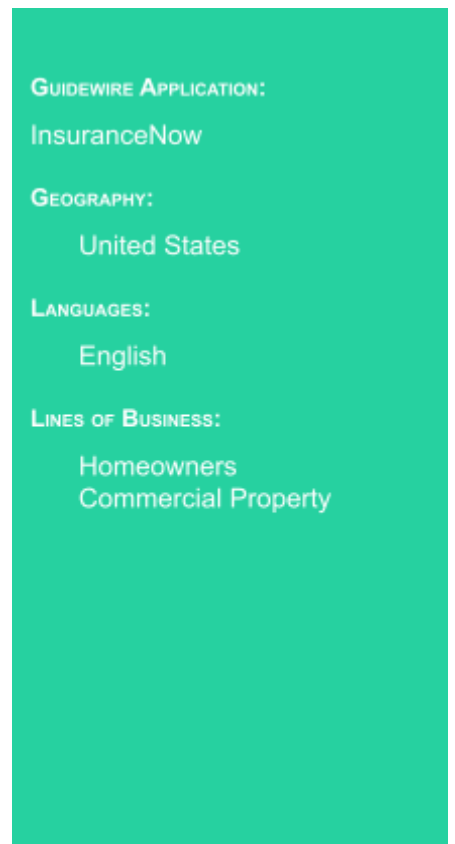 Guidewire Application:
InsuranceNow
Geography:
United States
Languages:
English
Lines of Business:
Homeowners
Commercial Property